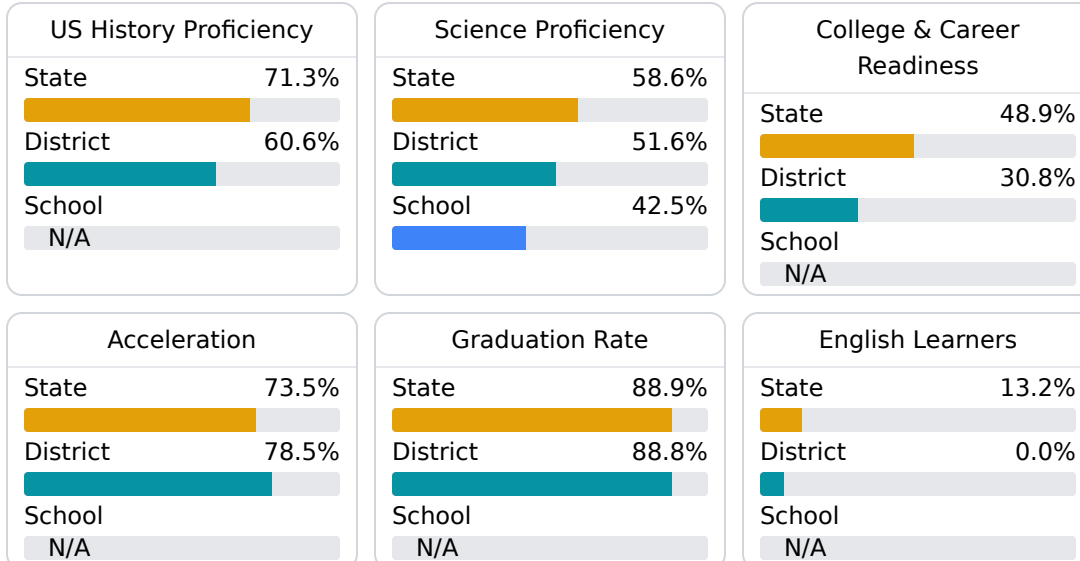 US History Proficiency
State 71.3%
District 60.6%
School
N/A
Science Proficiency
State 58.6%
District 51.6%
School 42.5%
College & Career
Readiness
State 48.9%
District 30.8%
School
N/A
Acceleration
State 73.5%
District 78.5%
School
N/A
Graduation Rate
State 88.9%
District 88.8%
School
N/A
English Learners
State 13.2%
District 0.0%
School
N/A